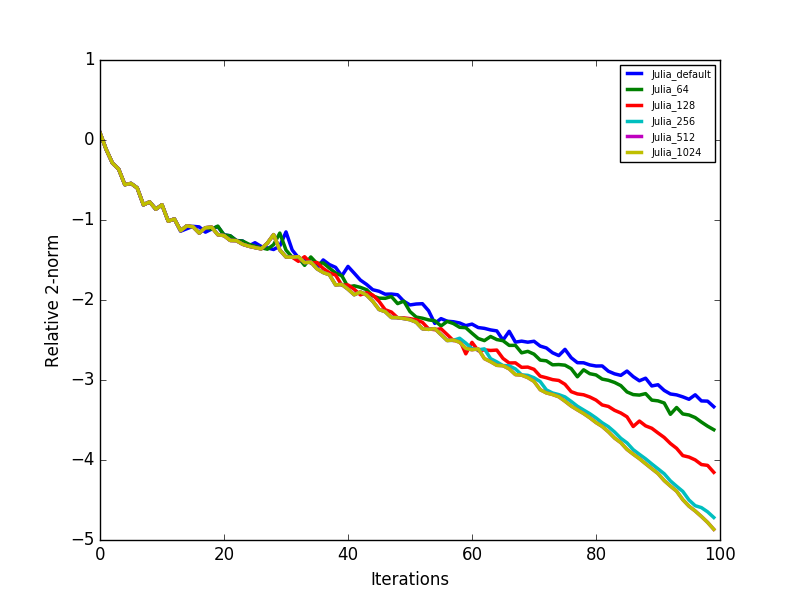 1
0
−1
−2
−3
−4
−5
Relative 2-norm
Julia_default
Julia_64
Julia_128
Julia_256
Julia_512
Julia_1024
0 20 40 60 80 100
Iterations